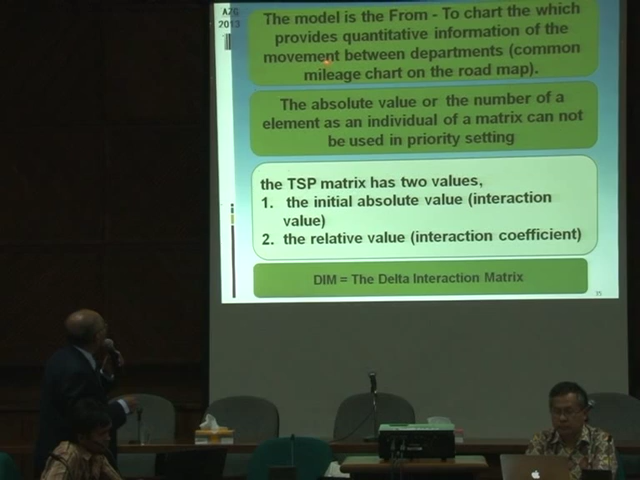 AZG
2013
The model is the From - To chart the which
provides quantitative information of the
movement between departments (common
mileage chart on the road map).
The absolute value or the number of a
element as an individual of a matrix can not
be used in priority setting
the TSP matrix has two values,
1. the initial absolute value (interaction
value)
2. the relative value (interaction coefficient)
DIM = The Delta Interaction Matrix